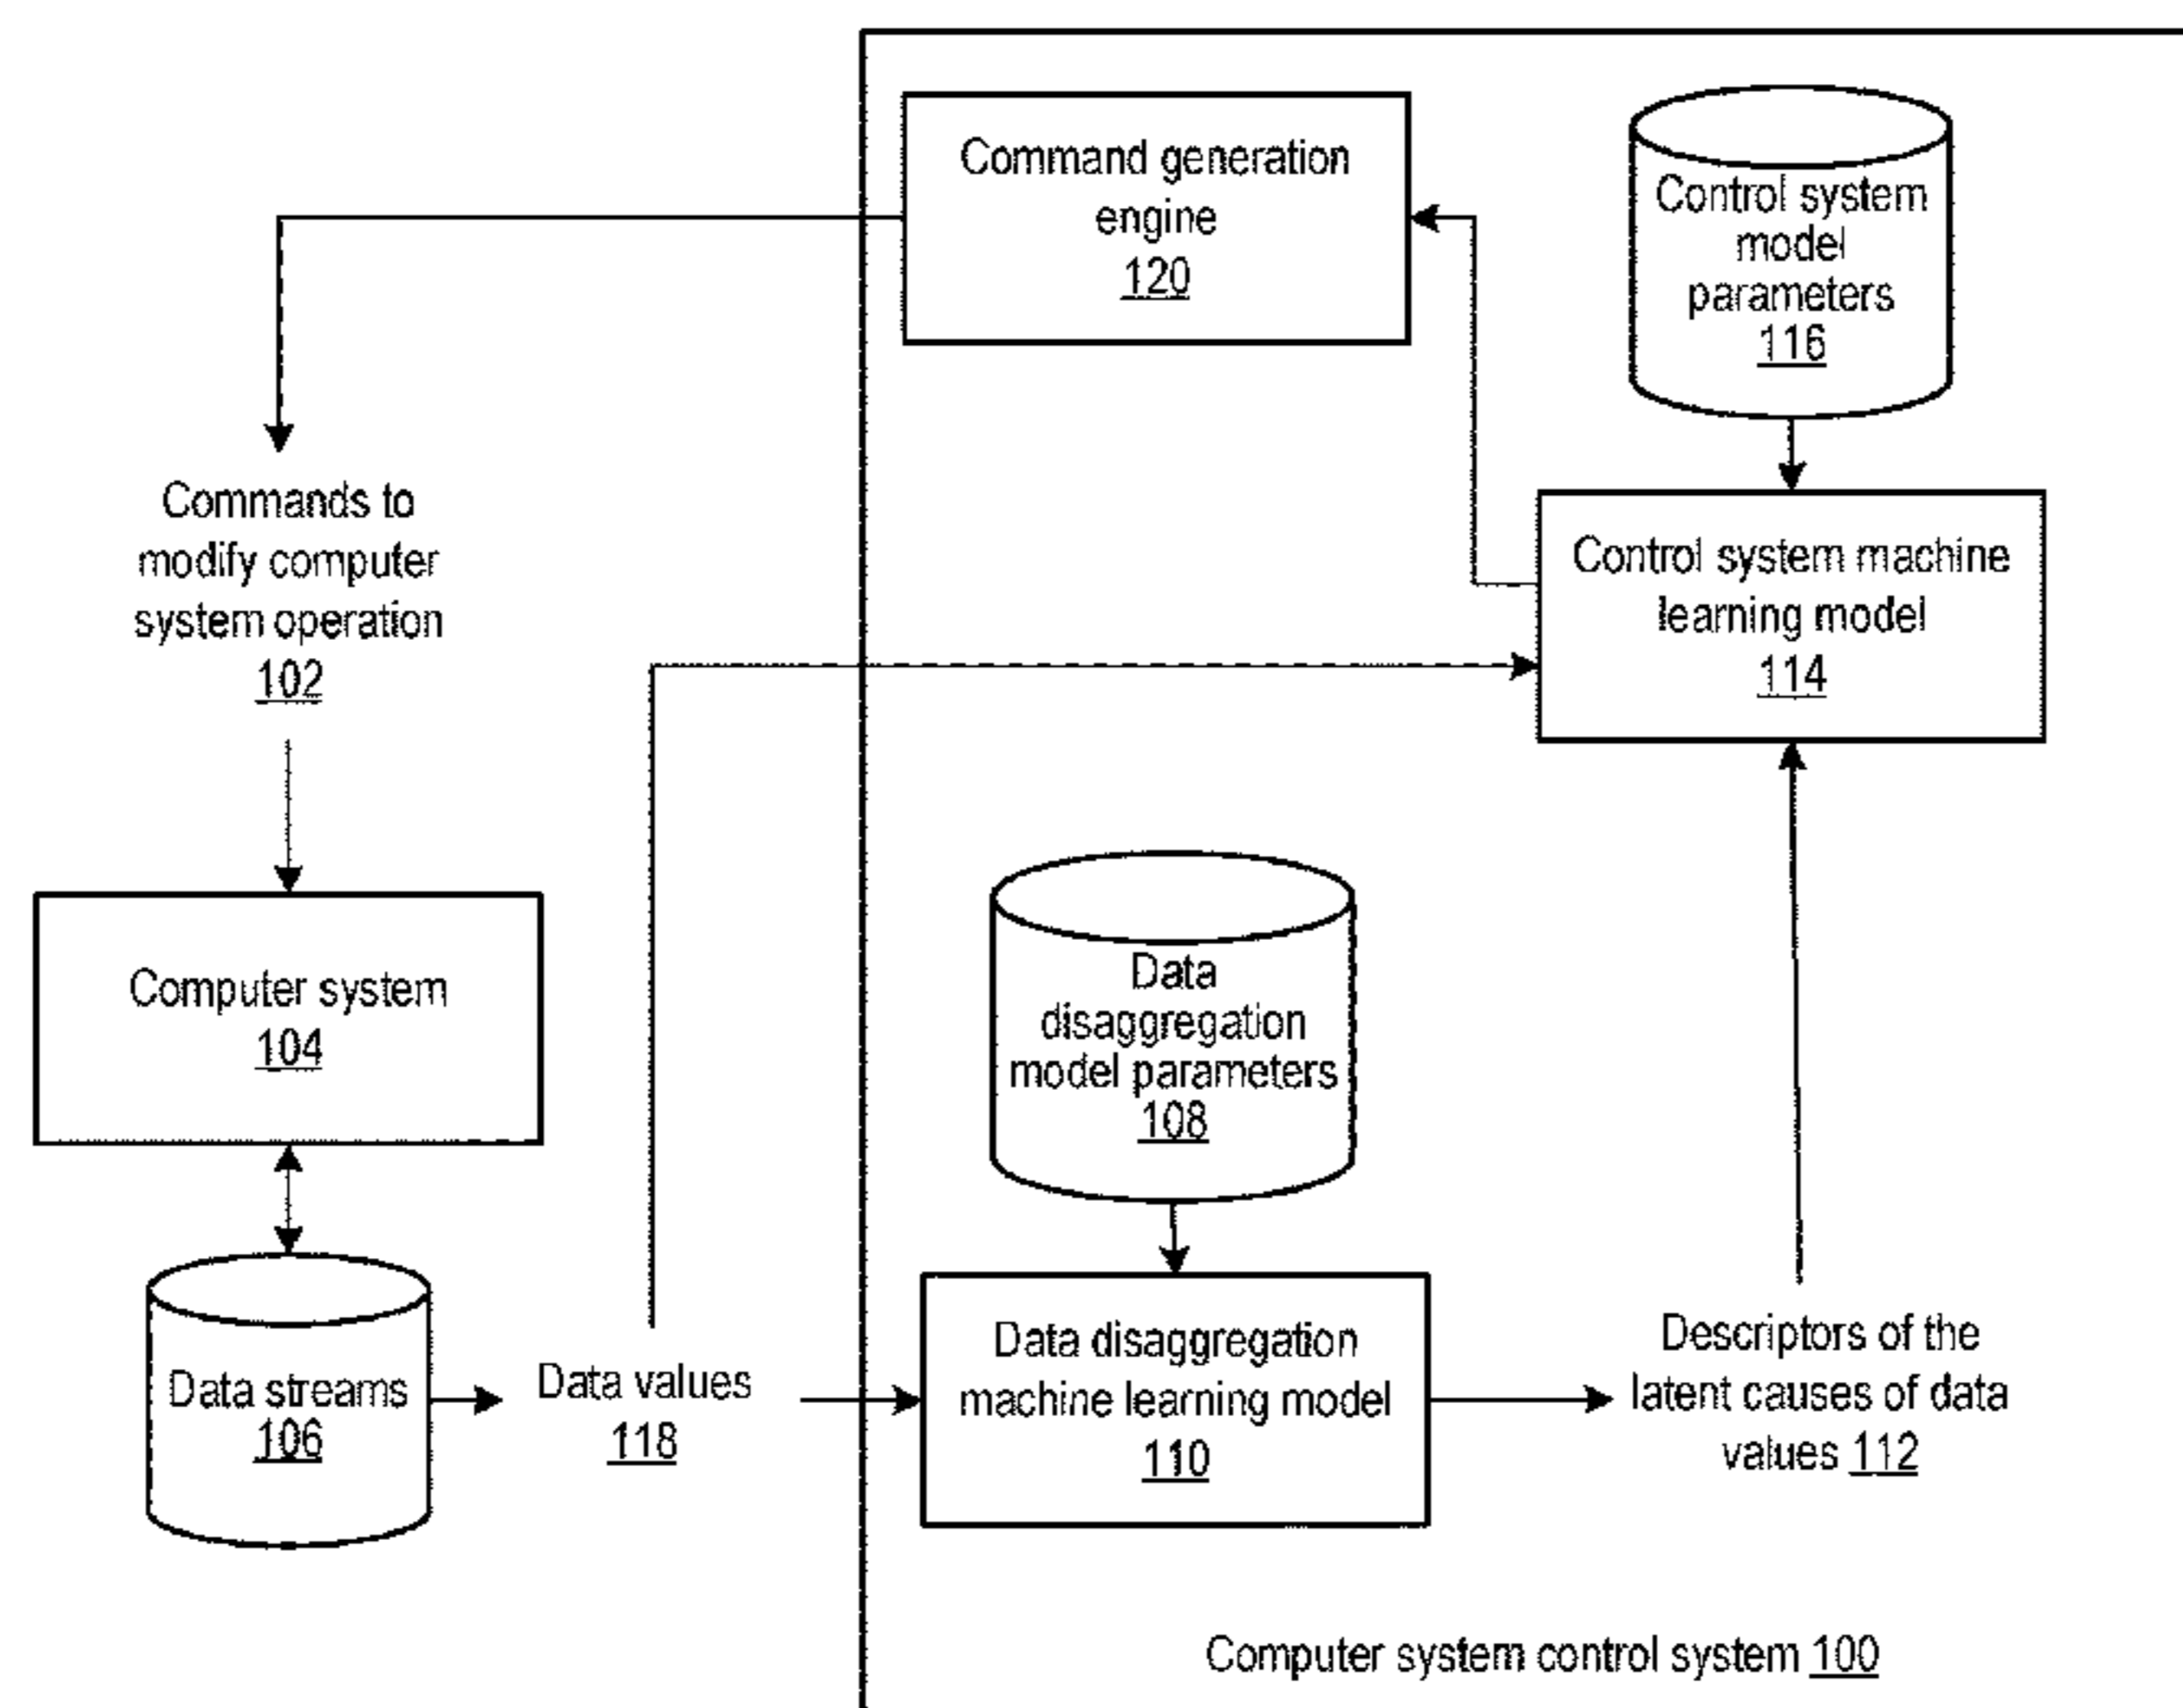 Command generation
engine
120
Control system
model
parameters
116
Commands to
modify computer
system operation
102
Control system machine
learning model
114
Computer system
104
Data
disaggregation
model parameters
108
Data streams
106
Data values
118
Data disaggregation
machine learning model
110
Descriptors of the
latent causes of data
values 112
Computer system control system 100